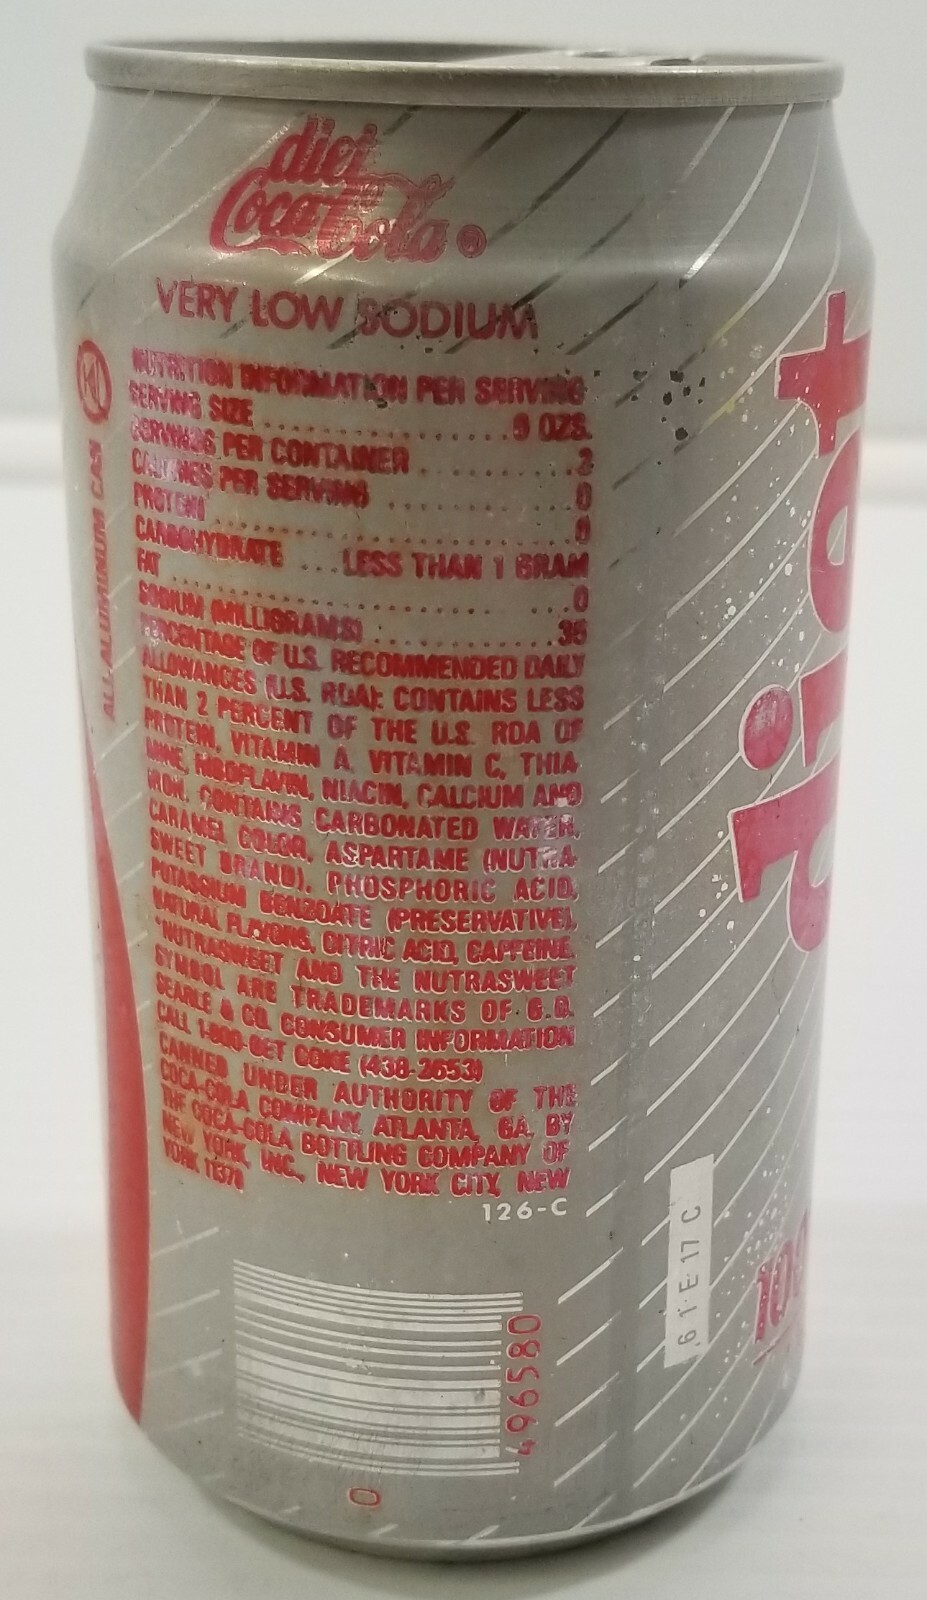 diet
Coca-Cola®
VERY LOW SODIUM
K
ALL ALUMINUM CAN
NUTRITION INFORMATION PER SERVING
SERVING SIZE ................ 6 OZS.
SERVINGS PER CONTAINER ........ 2
CALORIES PER SERVING .......... 0
PROTEIN ....................... 0
CARBOHYDRATE ... LESS THAN 1 GRAM
FAT ........................... 0
SODIUM (MILLIGRAMS) .......... 35
PERCENTAGE OF U.S. RECOMMENDED DAILY
ALLOWANCES (U.S. RDA): CONTAINS LESS
THAN 2 PERCENT OF THE U.S. RDA OF
PROTEIN, VITAMIN A, VITAMIN C, THIA-
MINE, RIBOFLAVIN, NIACIN, CALCIUM AND
IRON. CONTAINS CARBONATED WATER,
CARAMEL COLOR, ASPARTAME (NUTRA-
SWEET BRAND), PHOSPHORIC ACID,
POTASSIUM BENZOATE (PRESERVATIVE),
NATURAL FLAVORS, CITRIC ACID, CAFFEINE.
*NUTRASWEET AND THE NUTRASWEET
SYMBOL ARE TRADEMARKS OF G.D.
SEARLE & CO. CONSUMER INFORMATION
CALL 1-800-GET COKE (438-2653)
CANNED UNDER AUTHORITY OF THE
COCA-COLA COMPANY, ATLANTA, GA. BY
THE COCA-COLA BOTTLING COMPANY OF
NEW YORK, INC., NEW YORK CITY, NEW
YORK 11378
126-C
496580
0
6 1 E 17 C
diet